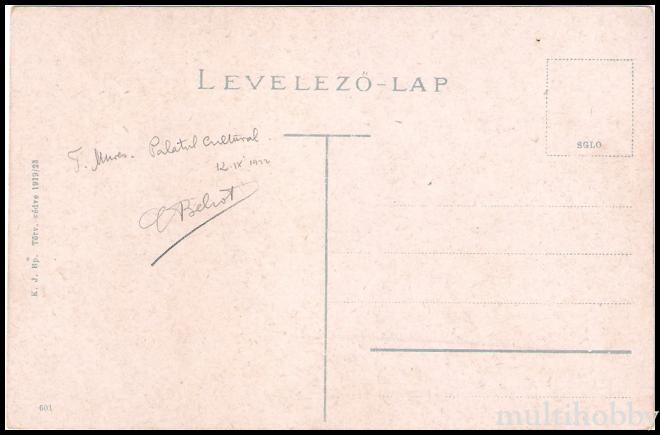 LEVELEZŐ-LAP
SGLO
T. Mureș. Palatul Cultural.
12.IX 1922
K. J. Bp. Törv. védve 1919/23
601
multihobby